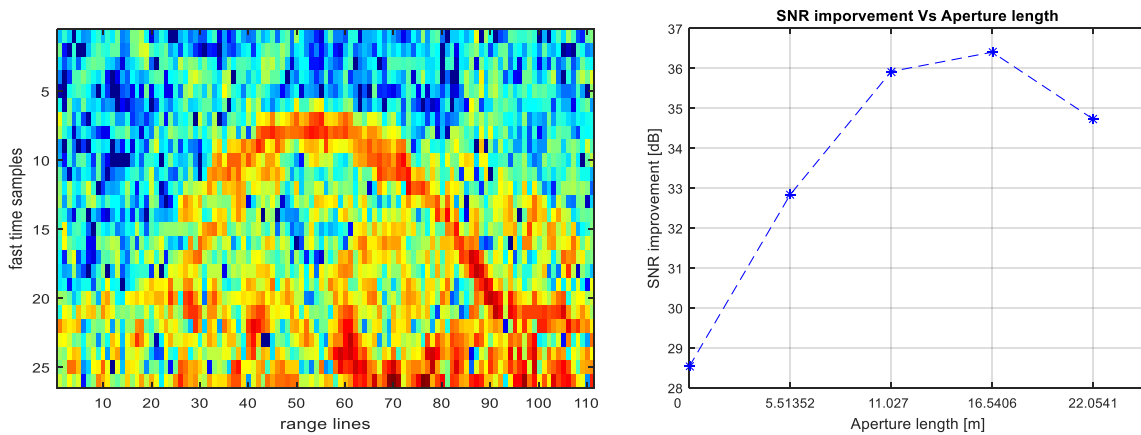 fast time samples
5
10
15
20
25
10 20 30 40 50 60 70 80 90 100 110
range lines
SNR imporvement Vs Aperture length
SNR improvement [dB]
37
36
35
34
33
32
31
30
29
28
0 5.51352 11.027 16.5406 22.0541
Aperture length [m]